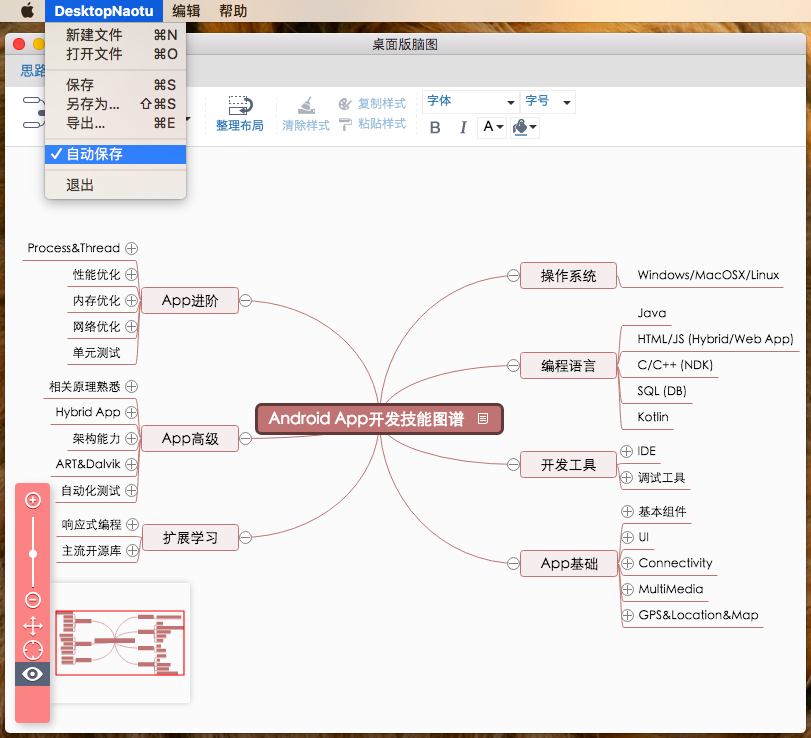 DesktopNaotu 编辑 帮助
新建文件 ⌘N
打开文件 ⌘O
保存 ⌘S
另存为... ⇧⌘S
导出... ⌘E
✓ 自动保存
退出
桌面版脑图
思路
整理布局
清除样式
复制样式
粘贴样式
字体
字号
B I A
Process&Thread
性能优化
内存优化
网络优化
单元测试
App进阶
相关原理熟悉
Hybrid App
架构能力
ART&Dalvik
自动化测试
App高级
响应式编程
主流开源库
扩展学习
Android App开发技能图谱
操作系统
Windows/MacOSX/Linux
编程语言
Java
HTML/JS (Hybrid/Web App)
C/C++ (NDK)
SQL (DB)
Kotlin
开发工具
IDE
调试工具
App基础
基本组件
UI
Connectivity
MultiMedia
GPS&Location&Map